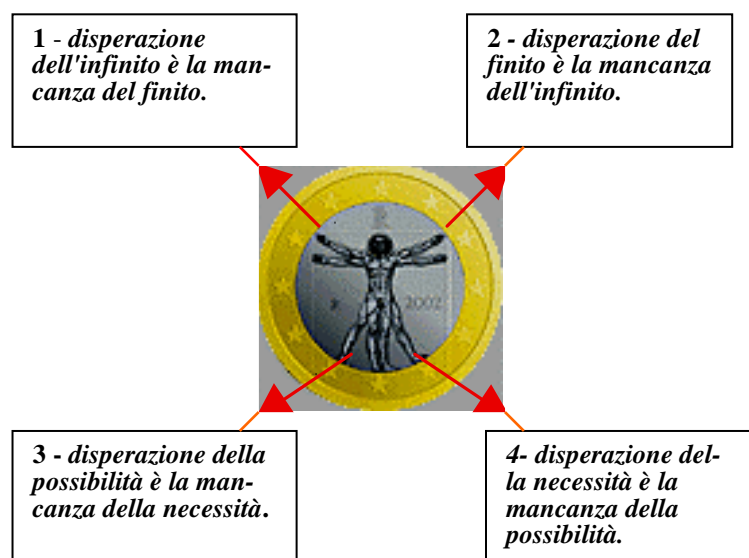 1 - disperazione
dell'infinito è la man-
canza del finito.
2 - disperazione del
finito è la mancanza
dell'infinito.
2002
3 - disperazione della
possibilità è la man-
canza della necessità.
4- disperazione del-
la necessità è la
mancanza della
possibilità.